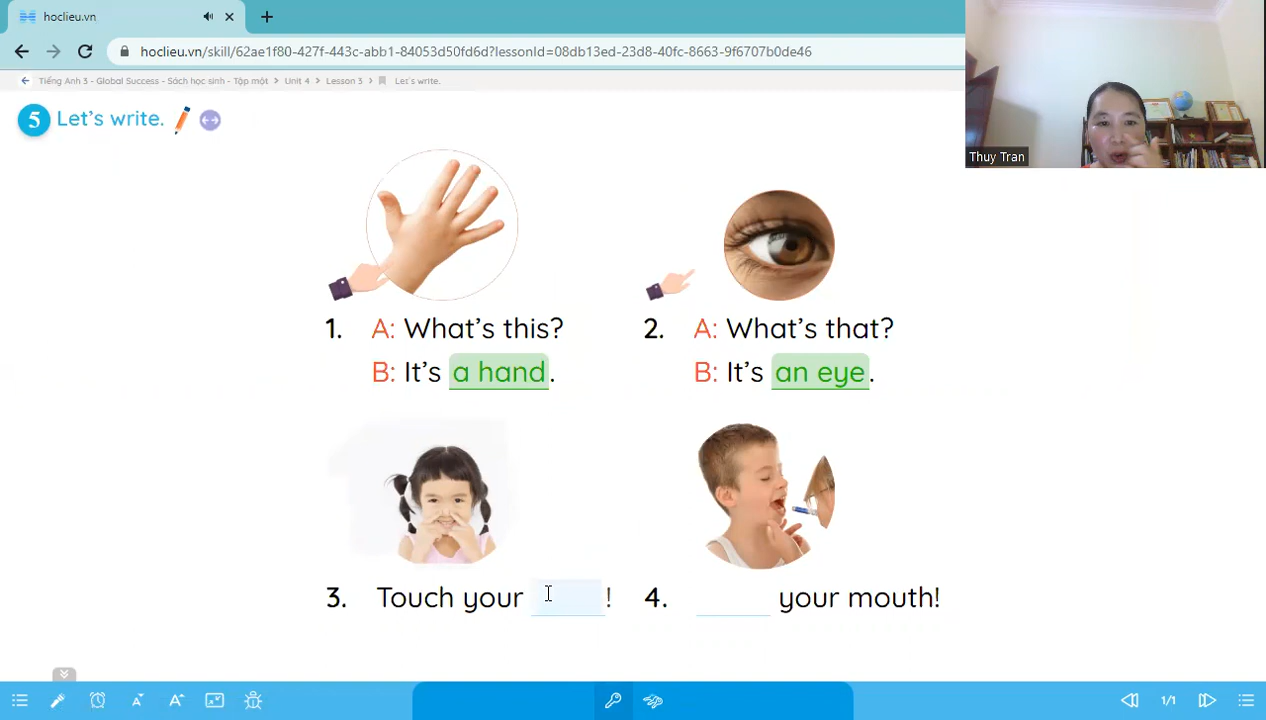 hoclieu.vn
hoclieu.vn/skill/62ae1f80-427f-443c-abb1-84053d50fd6d?lessonId=08db13ed-23d8-40fc-8663-9f6707b0de46
Tiếng Anh 3 - Global Success - Sách học sinh - Tập một > Unit 4 > Lesson 3 > Let's write.
5 Let's write.
Thuy Tran
1. A: What's this?
B: It's a hand.
2. A: What's that?
B: It's an eye.
3. Touch your ____!
4. ____ your mouth!
1/1